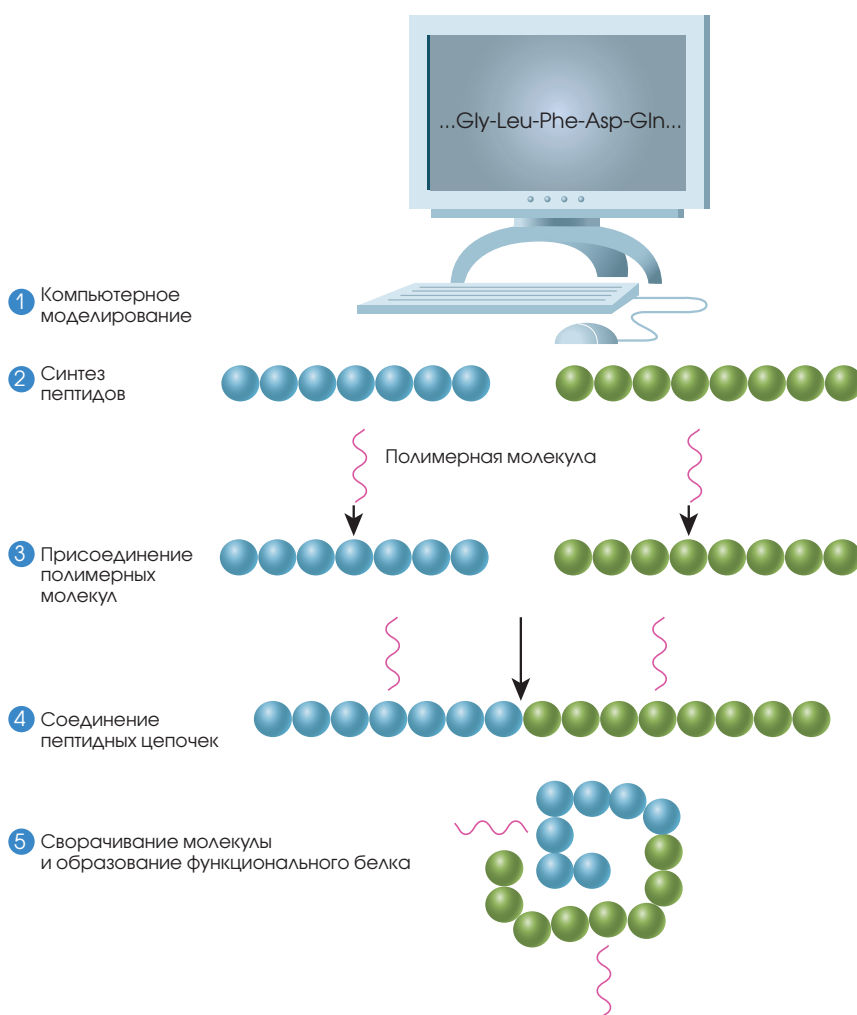 ...Gly-Leu-Phe-Asp-Gln...
1 Компьютерное
моделирование
2 Синтез
пептидов
Полимерная молекула
3 Присоединение
полимерных
молекул
4 Соединение
пептидных цепочек
5 Сворачивание молекулы
и образование функционального белка